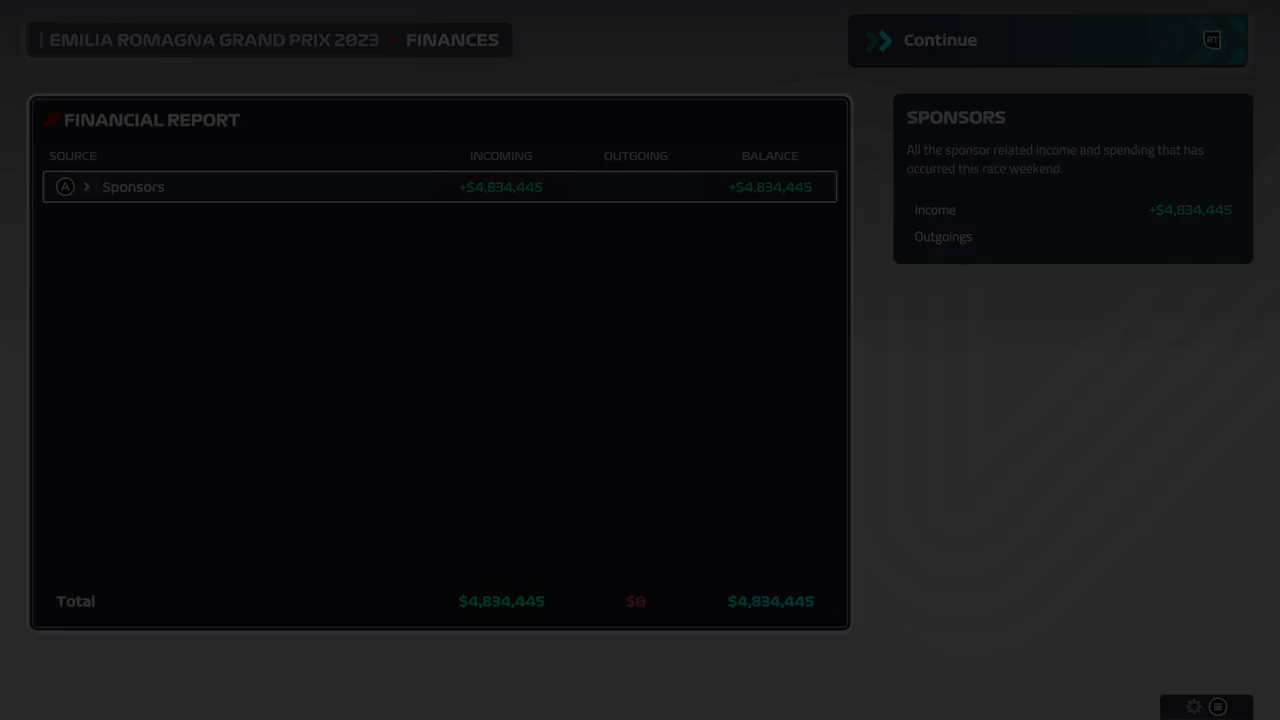 EMILIA ROMAGNA GRAND PRIX 2023 FINANCES
Continue
RT
FINANCIAL REPORT
SOURCE INCOMING OUTGOING BALANCE
A Sponsors +$4,834,445 +$4,834,445
Total $4,834,445 $0 $4,834,445
SPONSORS
All the sponsor related income and spending that has
occurred this race weekend.
Income +$4,834,445
Outgoings